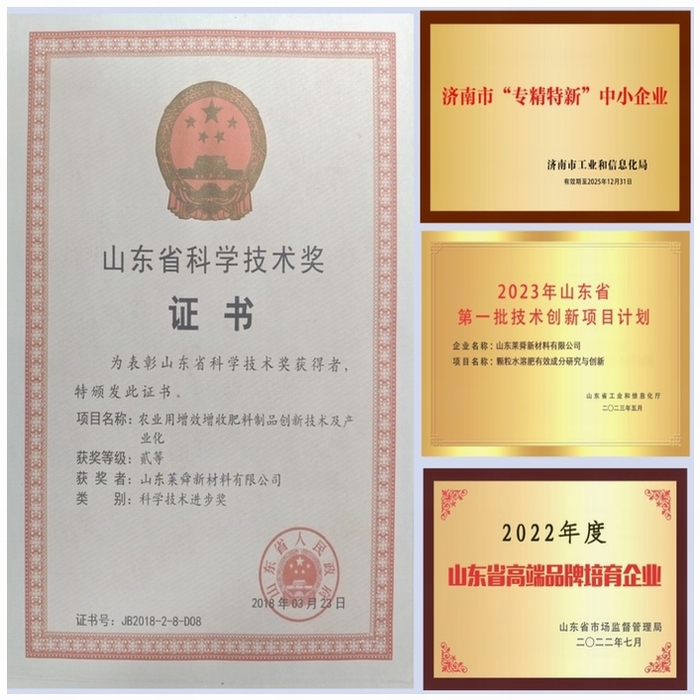 山东省科学技术奖
证书
为表彰山东省科学技术奖获得者，
特颁发此证书。
项目名称：农业用增效增收肥料制品创新技术及产
业化
获奖等级：贰等
获 奖 者：山东莱舜新材料有限公司
类 别：科学技术进步奖
山东省人民政府
2018年03月23日
证书号：JB2018-2-8-D08
济南市“专精特新”中小企业
济南市工业和信息化局
有效期至2025年12月31日
2023年山东省
第一批技术创新项目计划
企业名称：山东莱舜新材料有限公司
项目名称：颗粒水溶肥有效成分研究与创新
山东省工业和信息化厅
二〇二三年五月
2022年度
山东省高端品牌培育企业
山东省市场监督管理局
二〇二二年七月